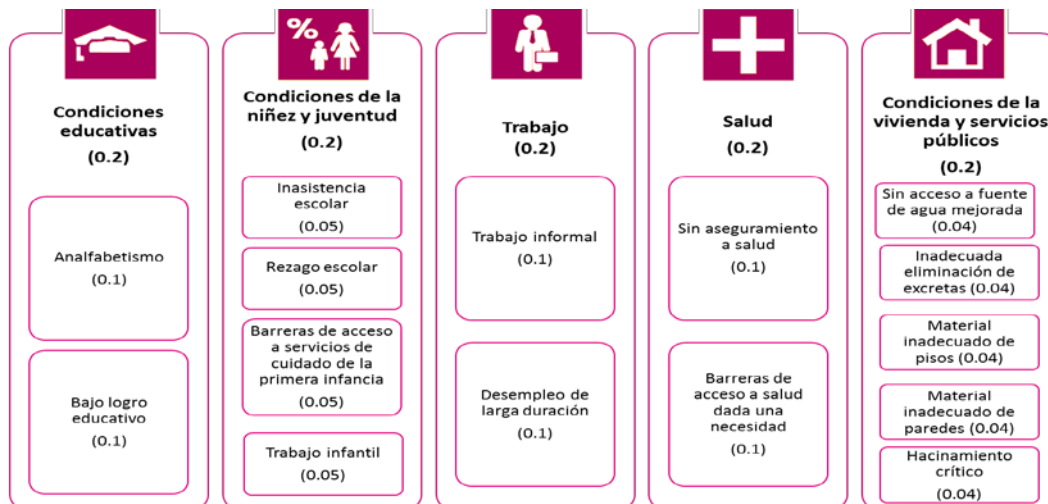 Condiciones
educativas
(0.2)
Analfabetismo
(0.1)
Bajo logro
educativo
(0.1)
%
Condiciones de la
niñez y juventud
(0.2)
Inasistencia
escolar
(0.05)
Rezago escolar
(0.05)
Barreras de acceso
a servicios de
cuidado de la
primera infancia
(0.05)
Trabajo infantil
(0.05)
Trabajo
(0.2)
Trabajo informal
(0.1)
Desempleo de
larga duración
(0.1)
Salud
(0.2)
Sin aseguramiento
a salud
(0.1)
Barreras de
acceso a salud
dada una
necesidad
(0.1)
Condiciones de la
vivienda y servicios
públicos
(0.2)
Sin acceso a fuente
de agua mejorada
(0.04)
Inadecuada
eliminación de
excretas (0.04)
Material
inadecuado de
pisos (0.04)
Material
inadecuado de
paredes (0.04)
Hacinamiento
crítico
(0.04)